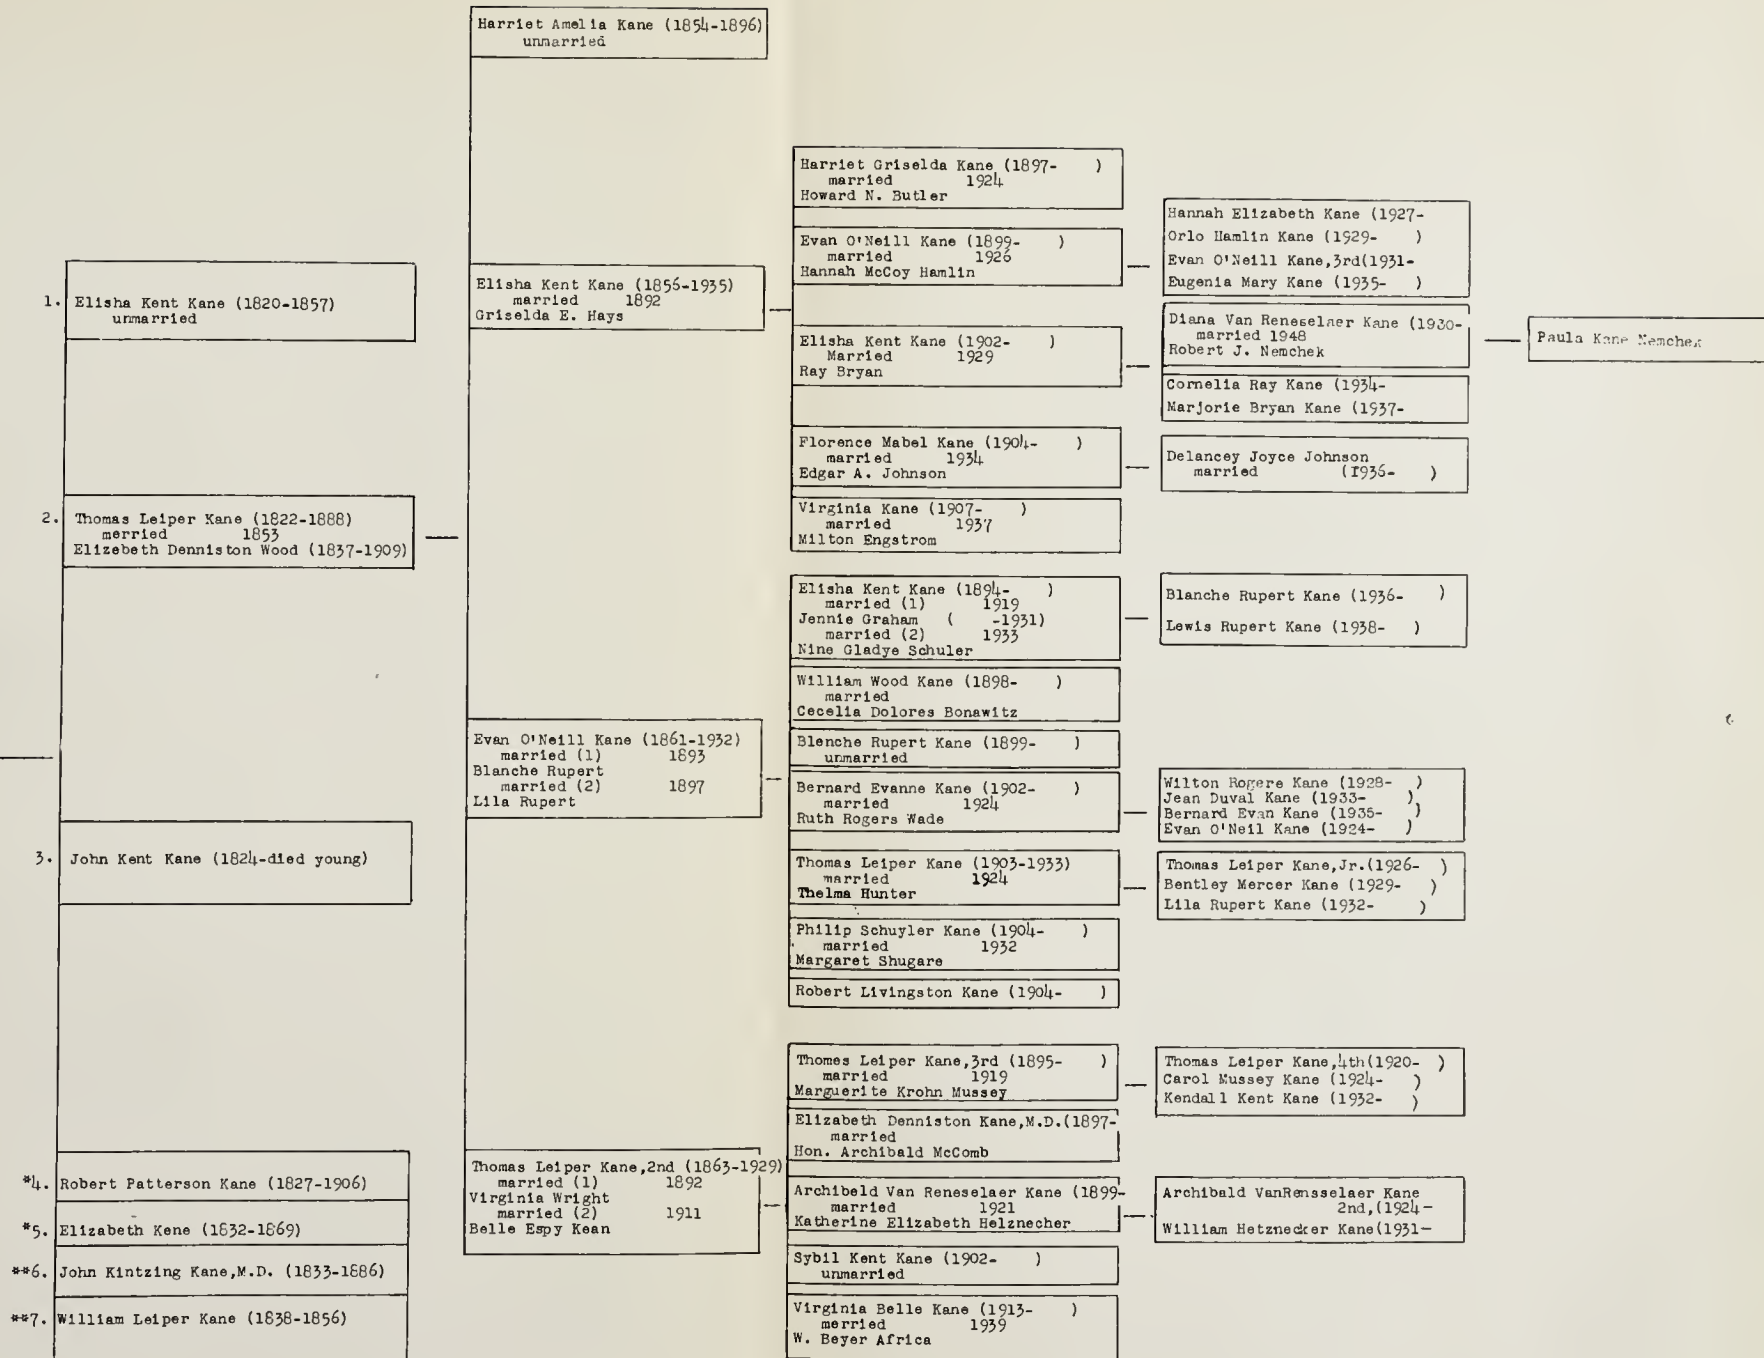 Harriet Amelia Kane (1854-1896)
unmarried
1. Elisha Kent Kane (1820-1857)
unmarried
2. Thomas Leiper Kane (1822-1888)
merried 1853
Elizebeth Denniston Wood (1837-1909)
3. John Kent Kane (1824-died young)
*4. Robert Patterson Kane (1827-1906)
*5. Elizabeth Kene (1832-1869)
**6. John Kintzing Kane,M.D. (1833-1886)
**7. William Leiper Kane (1838-1856)
Elisha Kent Kane (1856-1935)
married 1892
Griselda E. Hays
Evan O'Neill Kane (1861-1932)
married (1) 1893
Blanche Rupert
married (2) 1897
Lila Rupert
Thomas Leiper Kane,2nd (1863-1929)
married (1) 1892
Virginia Wright
married (2) 1911
Belle Espy Kean
Harriet Griselda Kane (1897- )
married 1924
Howard N. Butler
Evan O'Neill Kane (1899- )
married 1926
Hannah McCoy Hamlin
Elisha Kent Kane (1902- )
Married 1929
Ray Bryan
Florence Mabel Kane (1904- )
married 1934
Edgar A. Johnson
Virginia Kane (1907- )
married 1937
Milton Engstrom
Elisha Kent Kane (1894- )
married (1) 1919
Jennie Graham ( -1931)
married (2) 1933
Nine Gladye Schuler
William Wood Kane (1898- )
married
Cecelia Dolores Bonawitz
Blenche Rupert Kane (1899- )
unmarried
Bernard Evanne Kane (1902- )
married 1924
Ruth Rogers Wade
Thomas Leiper Kane (1903-1933)
married 1924
Thelma Hunter
Philip Schuyler Kane (1904- )
married 1932
Margaret Shugare
Robert Livingston Kane (1904- )
Thomes Leiper Kane,3rd (1895- )
married 1919
Marguerite Krohn Mussey
Elizabeth Denniston Kane,M.D.(1897-
married
Hon. Archibald McComb
Archibeld Van Reneselaer Kane (1899-
married 1921
Katherine Elizabeth Helznecher
Sybil Kent Kane (1902- )
unmarried
Virginia Belle Kane (1913- )
merried 1939
W. Beyer Africa
Hannah Elizabeth Kane (1927-
Orlo Hamlin Kane (1929- )
Evan O'Neill Kane,3rd(1931-
Eugenia Mary Kane (1935- )
Diana Van Reneselaer Kane (1930-
married 1948
Robert J. Nemchek
Cornelia Ray Kane (1934-
Marjorie Bryan Kane (1937-
Delancey Joyce Johnson
married (1936- )
Blanche Rupert Kane (1936- )
Lewis Rupert Kane (1938- )
Wilton Rogere Kane (1928- )
Jean Duval Kane (1933- )
Bernard Evan Kane (1935- )
Evan O'Neil Kane (1924- )
Thomas Leiper Kane,Jr.(1926- )
Bentley Mercer Kane (1929- )
Lila Rupert Kane (1932- )
Thomas Leiper Kane,4th(1920- )
Carol Mussey Kane (1924- )
Kendall Kent Kane (1932- )
Archibald VanRensselaer Kane
2nd,(1924-
William Hetznecker Kane(1931-
Paula Kane Nemchek